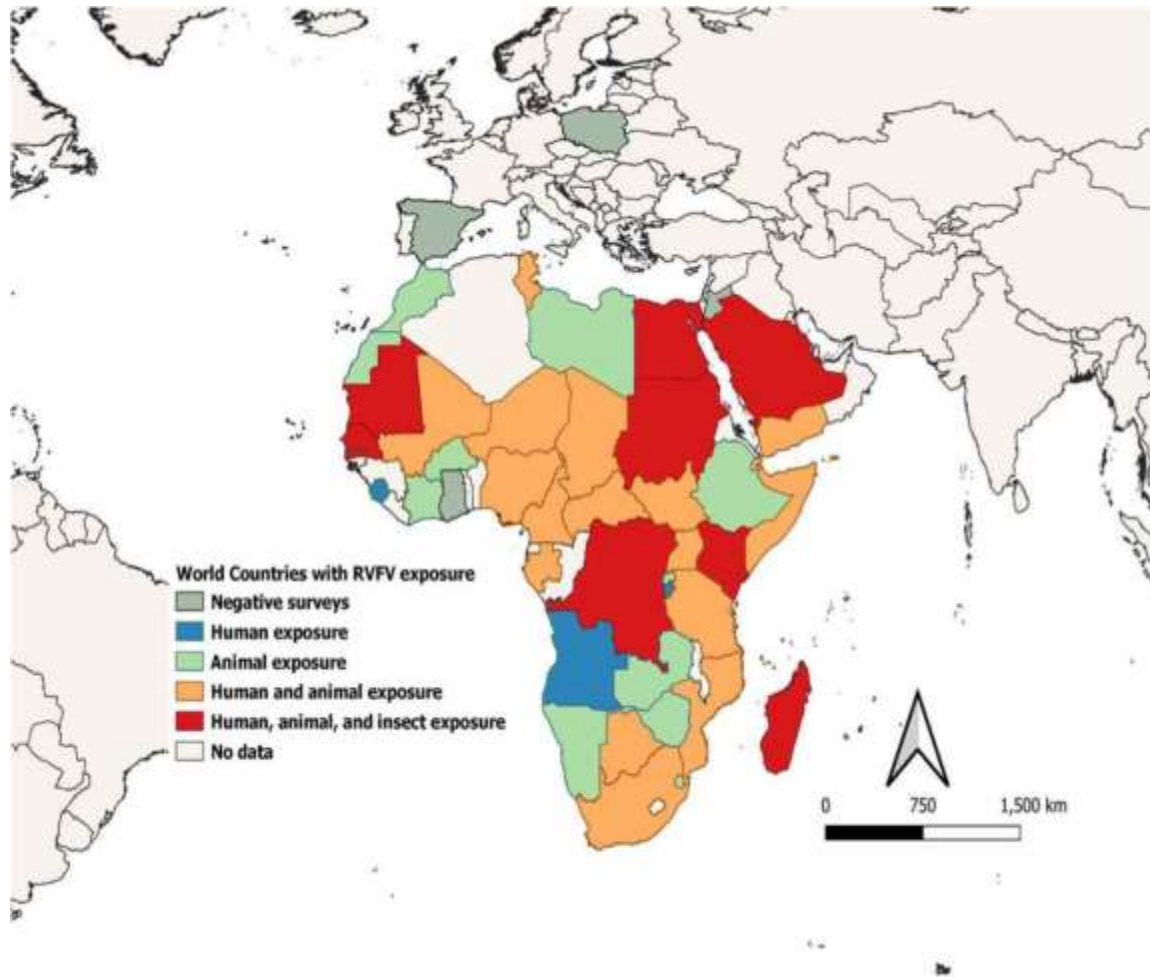 World Countries with RVFV exposure
Negative surveys
Human exposure
Animal exposure
Human and animal exposure
Human, animal, and insect exposure
No data
0 750 1,500 km